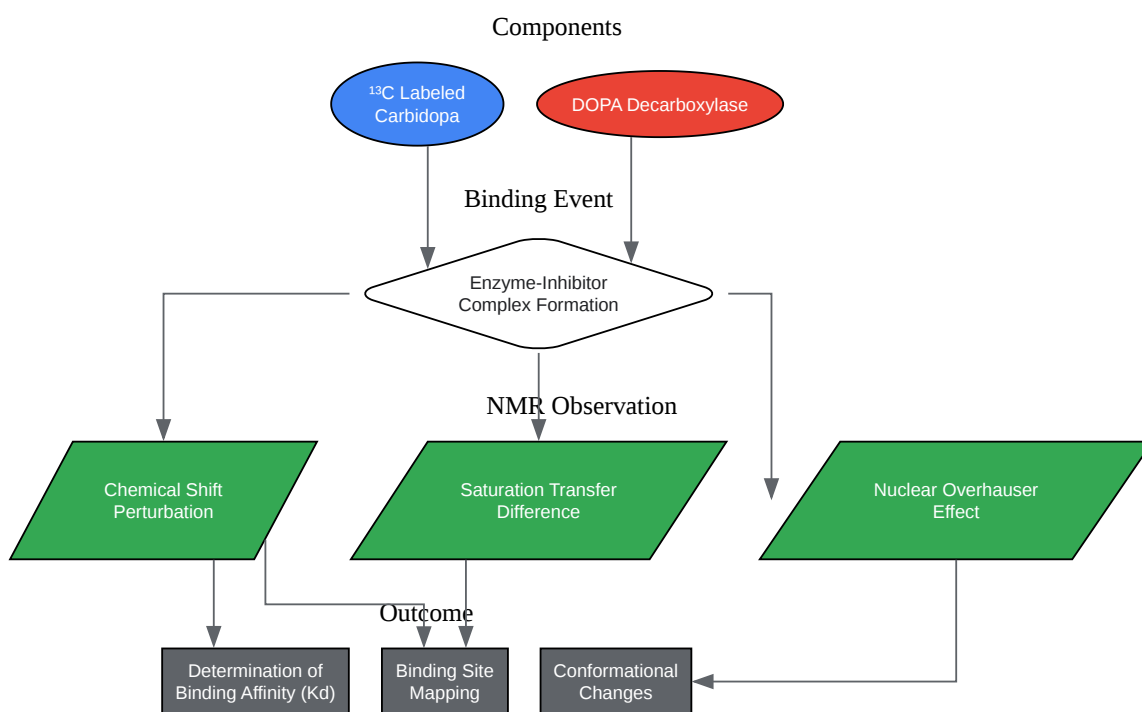 Components
¹³C Labeled
Carbidopa
DOPA Decarboxylase
Binding Event
Enzyme-Inhibitor
Complex Formation
NMR Observation
Chemical Shift
Perturbation
Saturation Transfer
Difference
Nuclear Overhauser
Effect
Outcome
Determination of
Binding Affinity (Kd)
Binding Site
Mapping
Conformational
Changes